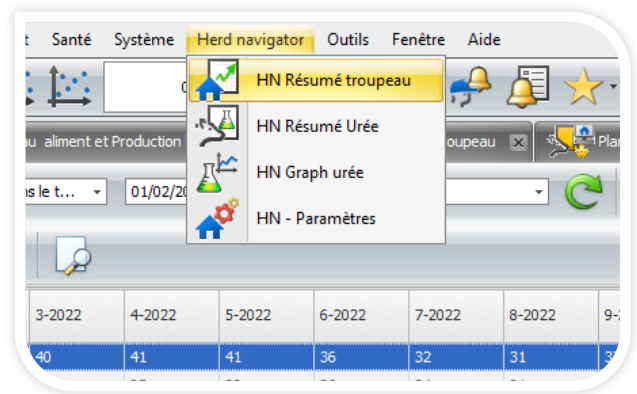 Santé Système Herd navigator Outils Fenêtre Aide
HN Résumé troupeau
HN Résumé Urée
HN Graph urée
HN - Paramètres
aliment et Production
oupeau
01/02/20
3-2022 4-2022 5-2022 6-2022 7-2022 8-2022
40 41 41 36 32 31